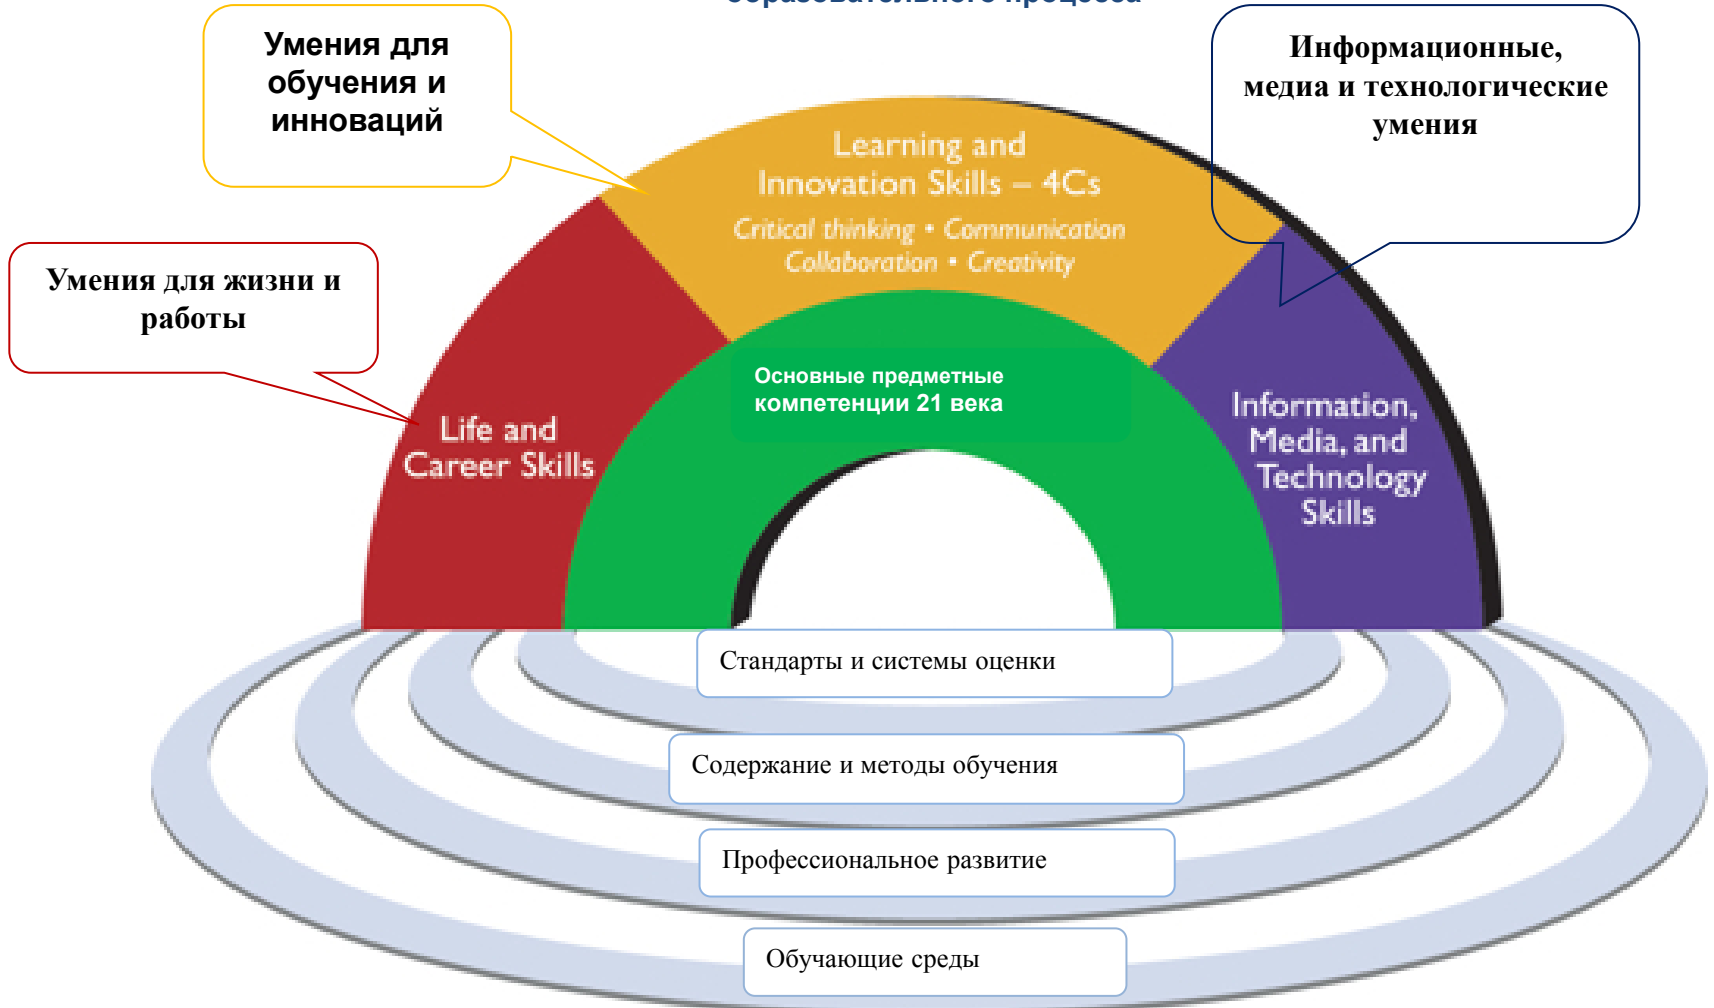 образовательного процесса
Умения для
обучения и
инноваций
Информационные,
медиа и технологические
умения
Learning and
Innovation Skills – 4Cs
Critical thinking • Communication
Collaboration • Creativity
Умения для жизни и
работы
Основные предметные
компетенции 21 века
Life and
Career Skills
Information,
Media, and
Technology
Skills
Стандарты и системы оценки
Содержание и методы обучения
Профессиональное развитие
Обучающие среды